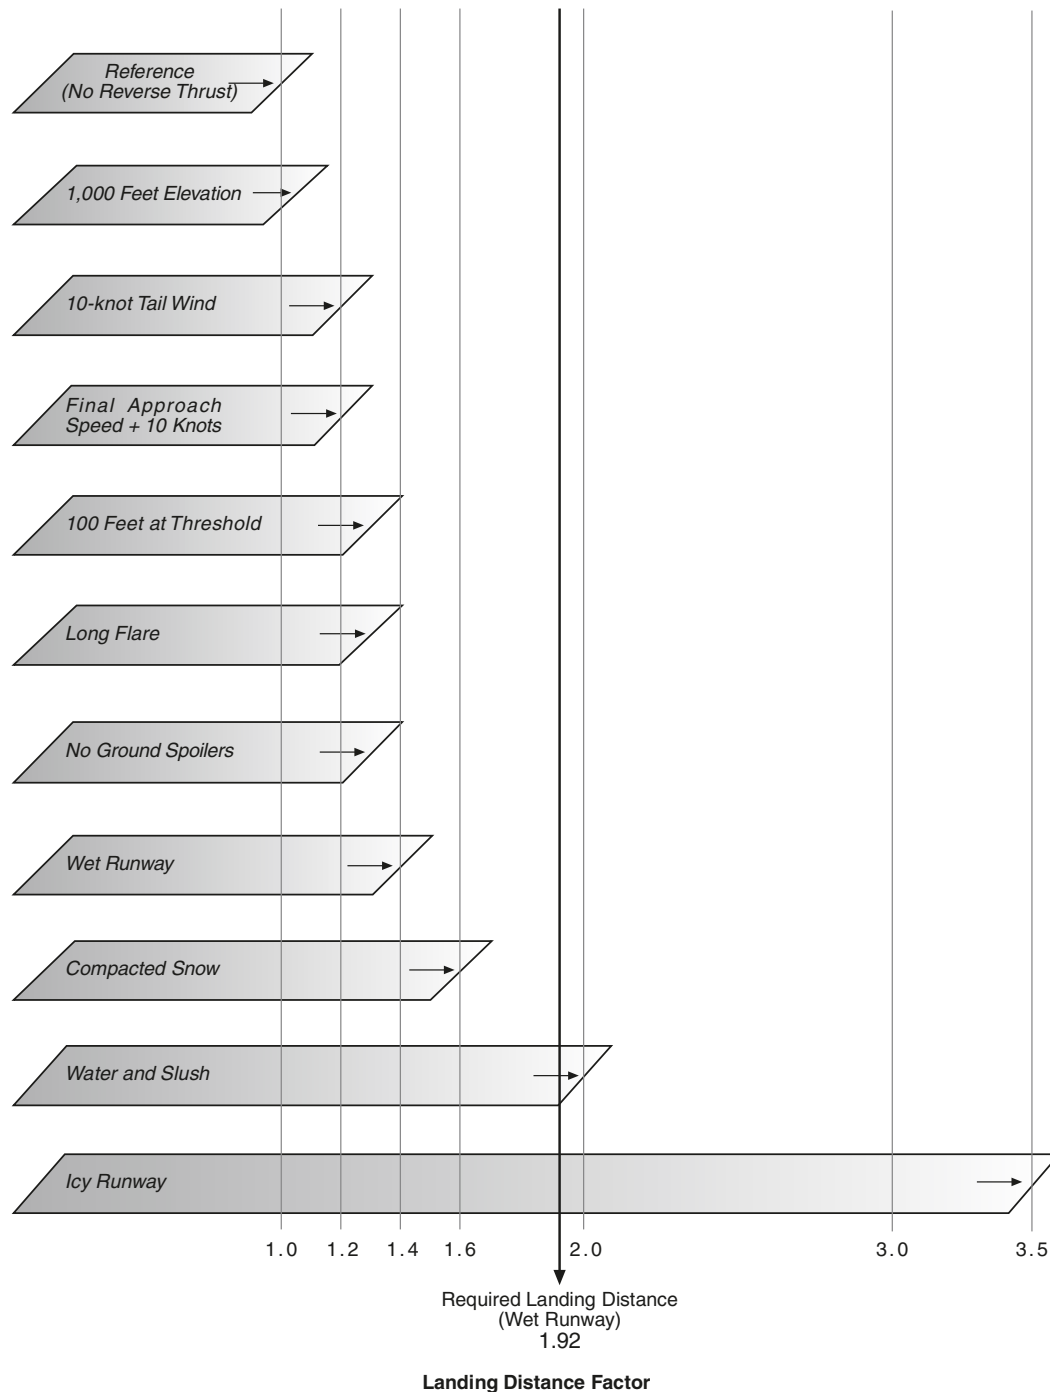 Reference
(No Reverse Thrust)
1,000 Feet Elevation
10-knot Tail Wind
Final Approach
Speed + 10 Knots
100 Feet at Threshold
Long Flare
No Ground Spoilers
Wet Runway
Compacted Snow
Water and Slush
Icy Runway
1.0 1.2 1.4 1.6 2.0 3.0 3.5
Required Landing Distance
(Wet Runway)
1.92
Landing Distance Factor